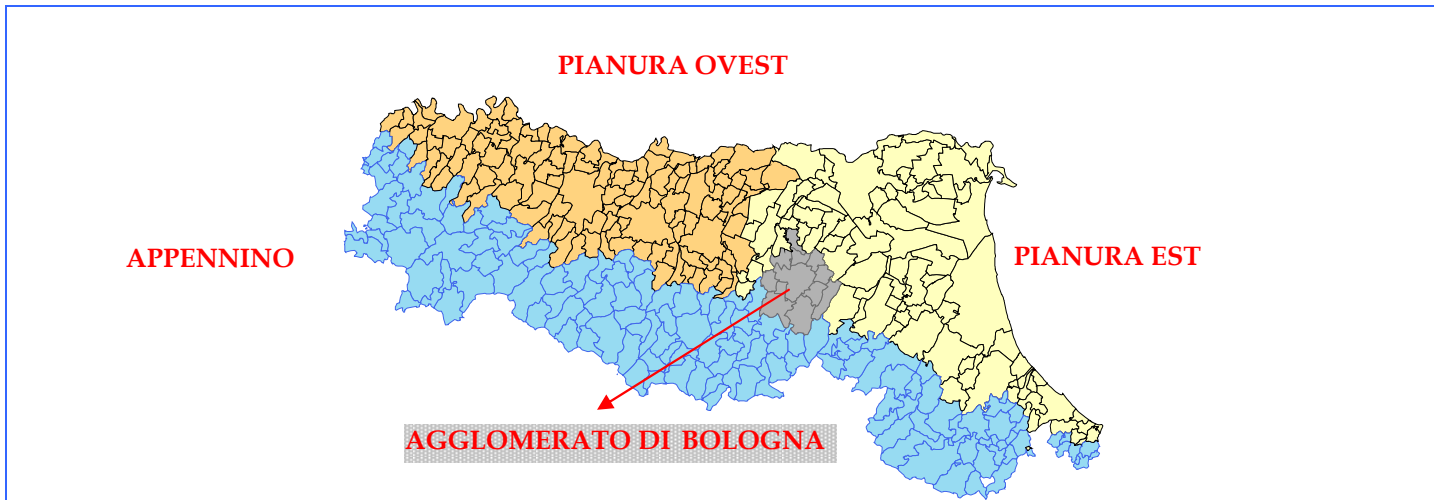 PIANURA OVEST
APPENNINO
PIANURA EST
AGGLOMERATO DI BOLOGNA